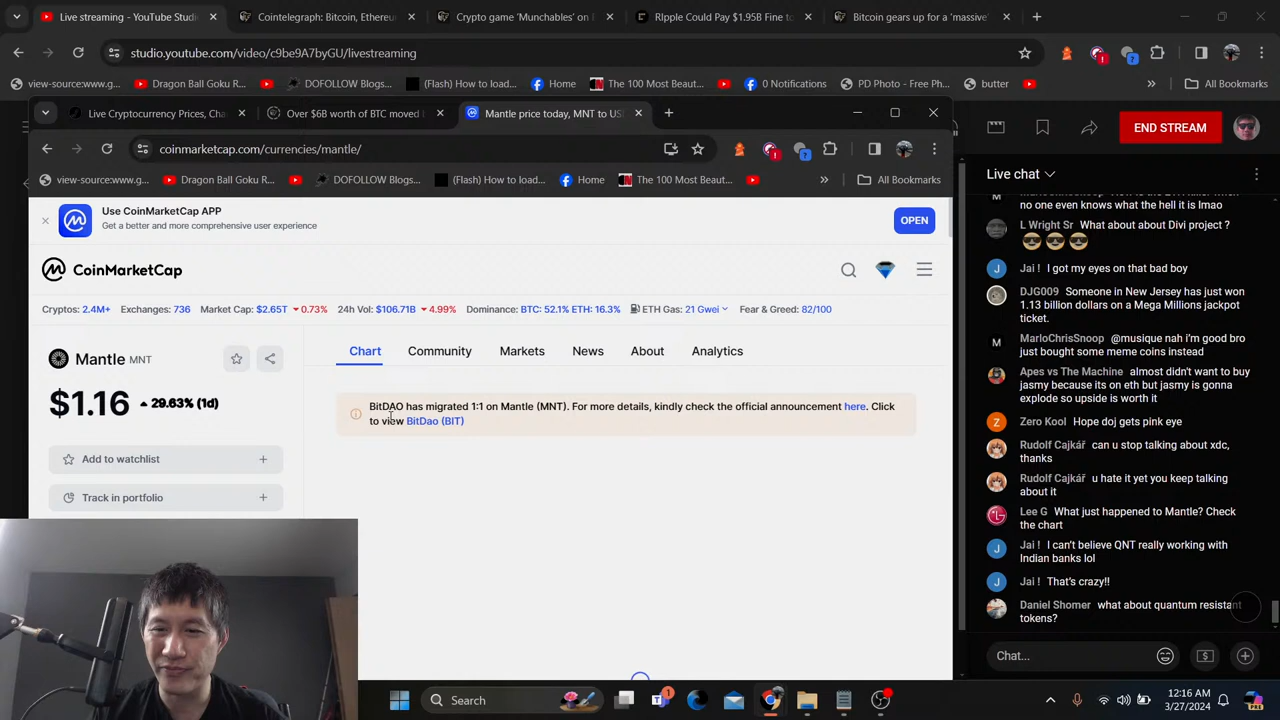 Live streaming - YouTube Studio
Cointelegraph: Bitcoin, Ethereu
Crypto game 'Munchables' on
Ripple Could Pay $1.95B Fine to
Bitcoin gears up for a 'massive'
studio.youtube.com/video/c9be9A7byGU/livestreaming
view-source:www.g...
Dragon Ball Goku R...
DOFOLLOW Blogs...
(Flash) How to load...
Home
The 100 Most Beaut...
0 Notifications
PD Photo - Free Ph...
butter
All Bookmarks
Live Cryptocurrency Prices, Cha
Over $6B worth of BTC moved
Mantle price today, MNT to US
coinmarketcap.com/currencies/mantle/
view-source:www.g...
Dragon Ball Goku R...
DOFOLLOW Blogs...
(Flash) How to load...
Home
The 100 Most Beaut...
All Bookmarks
Use CoinMarketCap APP
Get a better and more comprehensive user experience
OPEN
CoinMarketCap
Cryptos: 2.4M+ Exchanges: 736 Market Cap: $2.65T 0.73% 24h Vol: $106.71B 4.99% Dominance: BTC: 52.1% ETH: 16.3% ETH Gas: 21 Gwei Fear & Greed: 82/100
Mantle MNT
$1.16 29.63% (1d)
Add to watchlist +
Track in portfolio +
Chart Community Markets News About Analytics
BitDAO has migrated 1:1 on Mantle (MNT). For more details, kindly check the official announcement here. Click
to view BitDao (BIT)
END STREAM
Live chat
no one even knows what the hell it is lmao
L Wright Sr What about about Divi project ?
😎 😎 😎
Jai ! I got my eyes on that bad boy
DJG009 Someone in New Jersey has just won
1.13 billion dollars on a Mega Millions jackpot
ticket.
MarloChrisSnoop @musique nah i'm good bro
just bought some meme coins instead
Apes vs The Machine almost didn't want to buy
jasmy because its on eth but jasmy is gonna
explode so upside is worth it
Zero Kool Hope doj gets pink eye
Rudolf Cajkář can u stop talking about xdc,
thanks
Rudolf Cajkář u hate it yet you keep talking
about it
Lee G What just happened to Mantle? Check
the chart
Jai ! I can't believe QNT really working with
Indian banks lol
Jai ! That's crazy!!
Daniel Shomer what about quantum resistant
tokens?
Chat...
Search
12:16 AM
3/27/2024